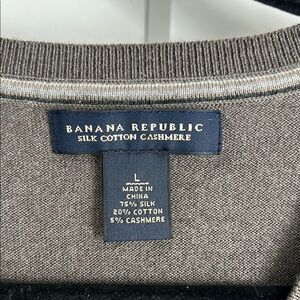 BANANA REPUBLIC
SILK COTTON CASHMERE
L
MADE IN
CHINA
75% SILK
20% COTTON
5% CASHMERE